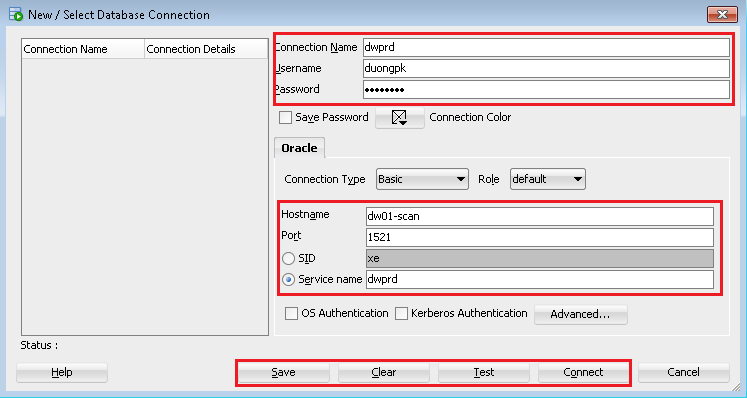 New / Select Database Connection
Connection Name Connection Details
Connection Name dwprd
Username duongpk
Password ••••••••
Save Password Connection Color
Oracle
Connection Type Basic Role default
Hostname dw01-scan
Port 1521
SID xe
Service name dwprd
OS Authentication Kerberos Authentication Advanced...
Status :
Help Save Clear Test Connect Cancel